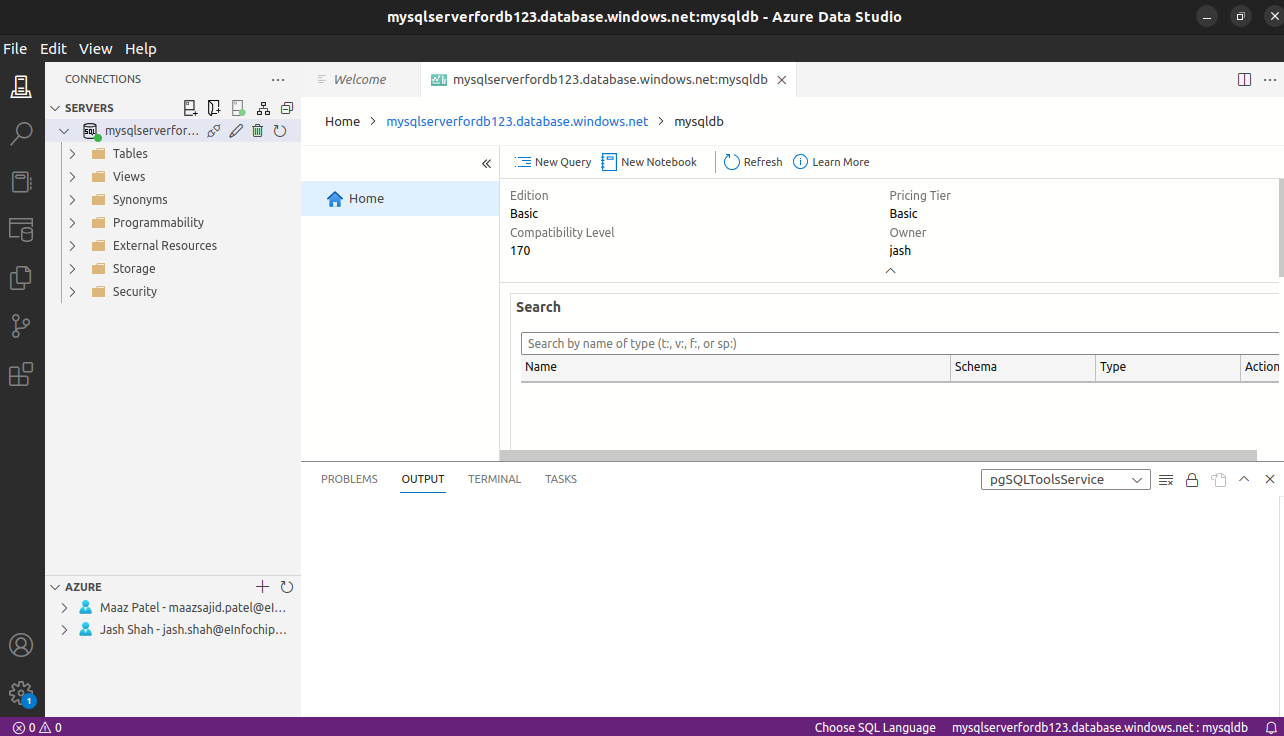 mysqlserverfordb123.database.windows.net:mysqldb - Azure Data Studio
File Edit View Help
CONNECTIONS
SERVERS
mysqlserverfor...
Tables
Views
Synonyms
Programmability
External Resources
Storage
Security
AZURE
Maaz Patel - maazsajid.patel@eI...
Jash Shah - jash.shah@eInfochip...
1
Welcome
mysqlserverfordb123.database.windows.net:mysqldb
Home > mysqlserverfordb123.database.windows.net > mysqldb
Home
New Query New Notebook Refresh Learn More
Edition Pricing Tier
Basic Basic
Compatibility Level Owner
170 jash
Search
Search by name of type (t:, v:, f:, or sp:)
Name Schema Type Action
PROBLEMS OUTPUT TERMINAL TASKS pgSQLToolsService
0 0 Choose SQL Language mysqlserverfordb123.database.windows.net : mysqldb